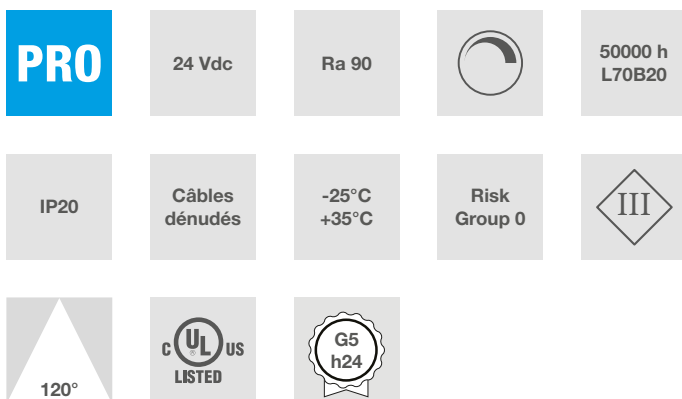 PRO
24 Vdc
Ra 90
50000 h
L70B20
IP20
Câbles
dénudés
-25°C
+35°C
Risk
Group 0
III
120°
C UL US
®
LISTED
G5
h24